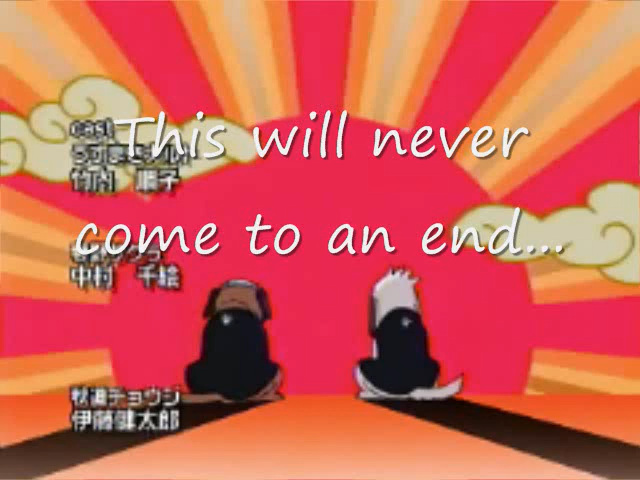 cast
This will never
竹内 順子
come to an end...
中村 千絵
秋道チョウジ
伊藤健太郎